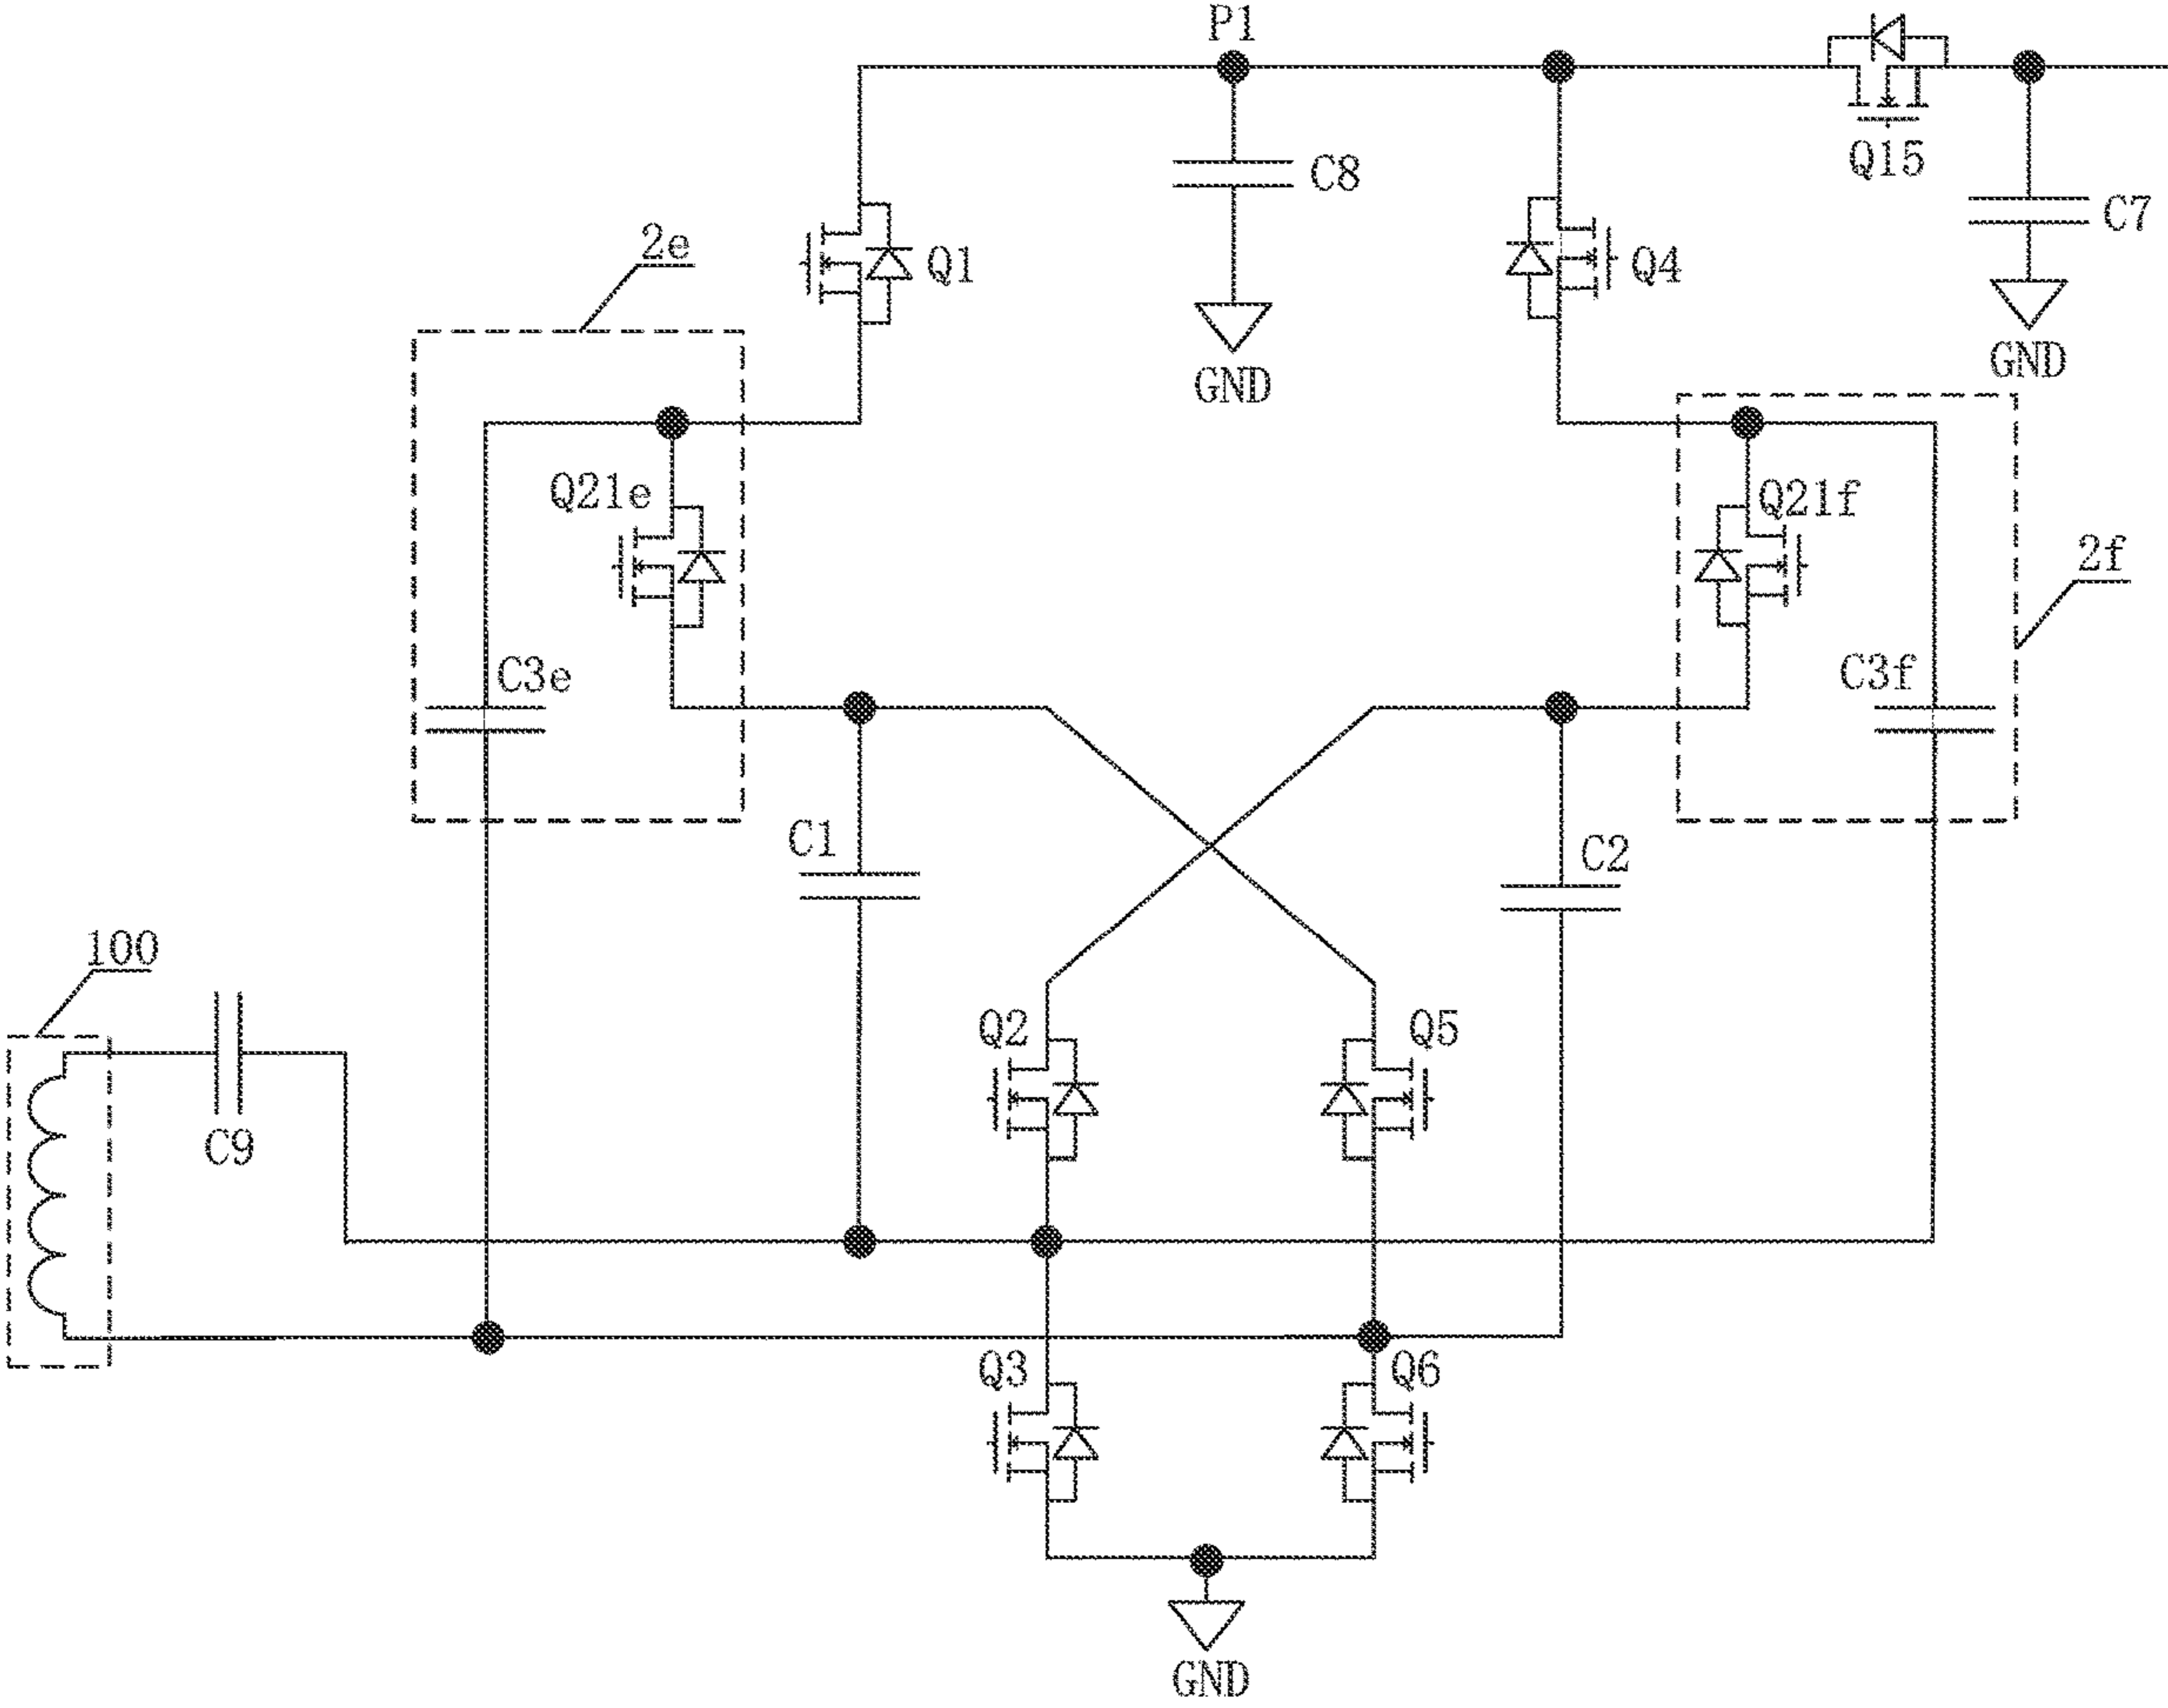 P1
Q15
C8
C7
2e
Q1
Q4
GND
GND
Q21e
Q21f
2f
C3e
C3f
C1
C2
100
Q2
Q5
C9
Q3
Q6
GND